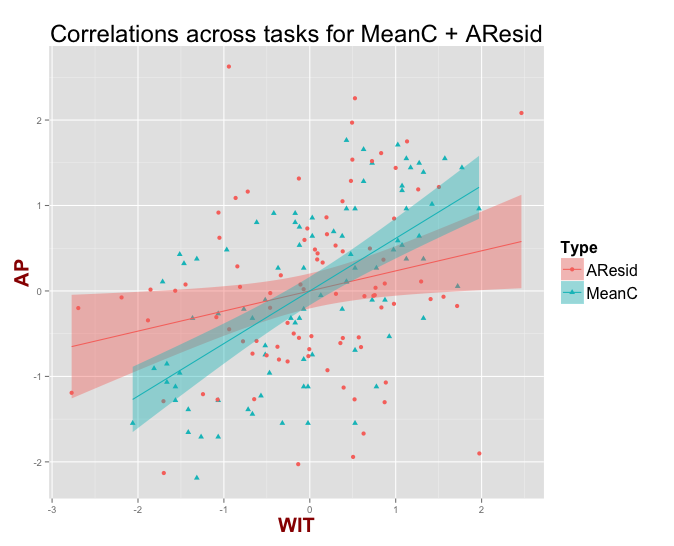 Correlations across tasks for MeanC + AResid
AP
2
1
0
-1
-2
-3 -2 -1 0 1 2
WIT
Type
AResid
MeanC